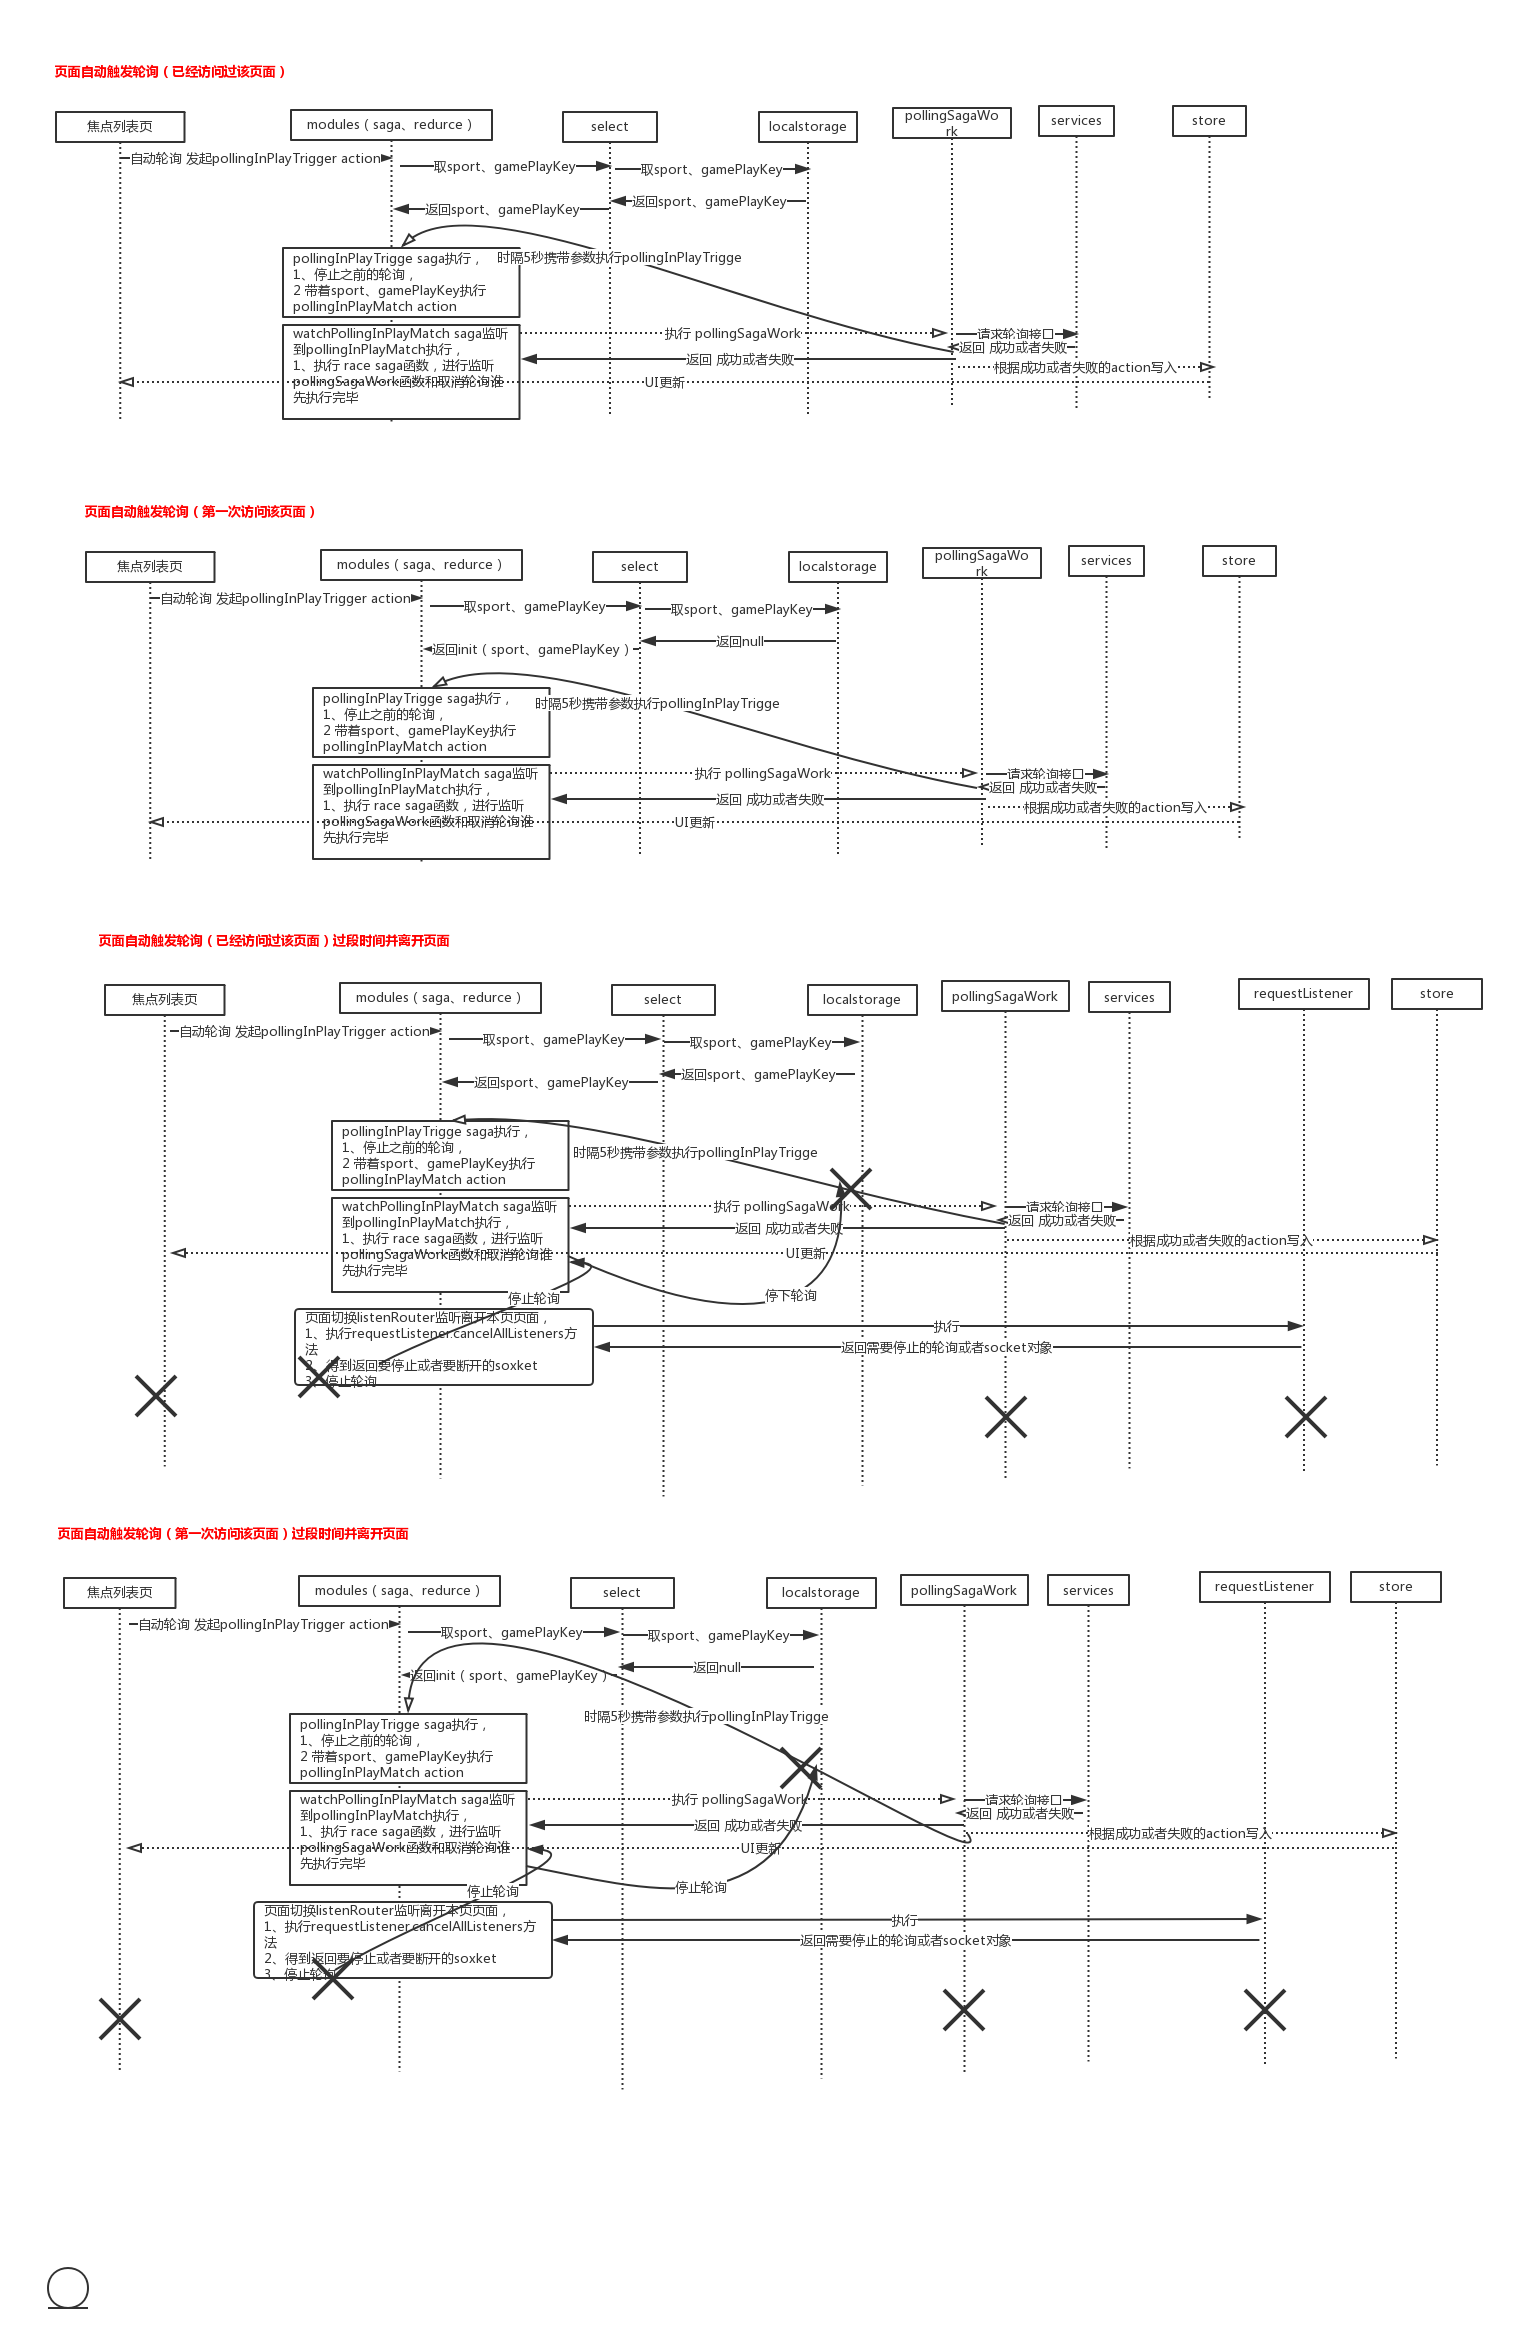 页面自动触发轮询（已经访问过该页面）
焦点列表页
modules（saga、redurce）
select
localstorage
pollingSagaWo
rk
services
store
自动轮询 发起pollingInPlayTrigger action
取sport、gamePlayKey
取sport、gamePlayKey
返回sport、gamePlayKey
返回sport、gamePlayKey
pollingInPlayTrigge saga执行，
1、停止之前的轮询，
2 带着sport、gamePlayKey执行
pollingInPlayMatch action
时隔5秒携带参数执行pollingInPlayTrigge
watchPollingInPlayMatch saga监听
到pollingInPlayMatch执行，
1、执行 race saga函数，进行监听
pollingSagaWork函数和取消轮询谁
先执行完毕
执行 pollingSagaWork
请求轮询接口
返回 成功或者失败
返回 成功或者失败
根据成功或者失败的action写入
UI更新
页面自动触发轮询（第一次访问该页面）
焦点列表页
modules（saga、redurce）
select
localstorage
pollingSagaWo
rk
services
store
自动轮询 发起pollingInPlayTrigger action
取sport、gamePlayKey
取sport、gamePlayKey
返回null
返回init（sport、gamePlayKey）
pollingInPlayTrigge saga执行，
1、停止之前的轮询，
2 带着sport、gamePlayKey执行
pollingInPlayMatch action
时隔5秒携带参数执行pollingInPlayTrigge
watchPollingInPlayMatch saga监听
到pollingInPlayMatch执行，
1、执行 race saga函数，进行监听
pollingSagaWork函数和取消轮询谁
先执行完毕
执行 pollingSagaWork
请求轮询接口
返回 成功或者失败
返回 成功或者失败
根据成功或者失败的action写入
UI更新
页面自动触发轮询（已经访问过该页面）过段时间并离开页面
焦点列表页
modules（saga、redurce）
select
localstorage
pollingSagaWork
services
requestListener
store
自动轮询 发起pollingInPlayTrigger action
取sport、gamePlayKey
取sport、gamePlayKey
返回sport、gamePlayKey
返回sport、gamePlayKey
pollingInPlayTrigge saga执行，
1、停止之前的轮询，
2 带着sport、gamePlayKey执行
pollingInPlayMatch action
时隔5秒携带参数执行pollingInPlayTrigge
watchPollingInPlayMatch saga监听
到pollingInPlayMatch执行，
1、执行 race saga函数，进行监听
pollingSagaWork函数和取消轮询谁
先执行完毕
执行 pollingSagaWork
请求轮询接口
返回 成功或者失败
返回 成功或者失败
根据成功或者失败的action写入
UI更新
停止轮询
停下轮询
页面切换listenRouter监听离开本页页面，
1、执行requestListener.cancelAllListeners方
法
2、得到返回要停止或者要断开的soxket
3、停止轮询
执行
返回需要停止的轮询或者socket对象
页面自动触发轮询（第一次访问该页面）过段时间并离开页面
焦点列表页
modules（saga、redurce）
select
localstorage
pollingSagaWork
services
requestListener
store
自动轮询 发起pollingInPlayTrigger action
取sport、gamePlayKey
取sport、gamePlayKey
返回null
返回init（sport、gamePlayKey）
pollingInPlayTrigge saga执行，
1、停止之前的轮询，
2 带着sport、gamePlayKey执行
pollingInPlayMatch action
时隔5秒携带参数执行pollingInPlayTrigge
watchPollingInPlayMatch saga监听
到pollingInPlayMatch执行，
1、执行 race saga函数，进行监听
pollingSagaWork函数和取消轮询谁
先执行完毕
执行 pollingSagaWork
请求轮询接口
返回 成功或者失败
返回 成功或者失败
根据成功或者失败的action写入
UI更新
停止轮询
停止轮询
页面切换listenRouter监听离开本页页面，
1、执行requestListener.cancelAllListeners方
法
2、得到返回要停止或者要断开的soxket
3、停止轮询
执行
返回需要停止的轮询或者socket对象